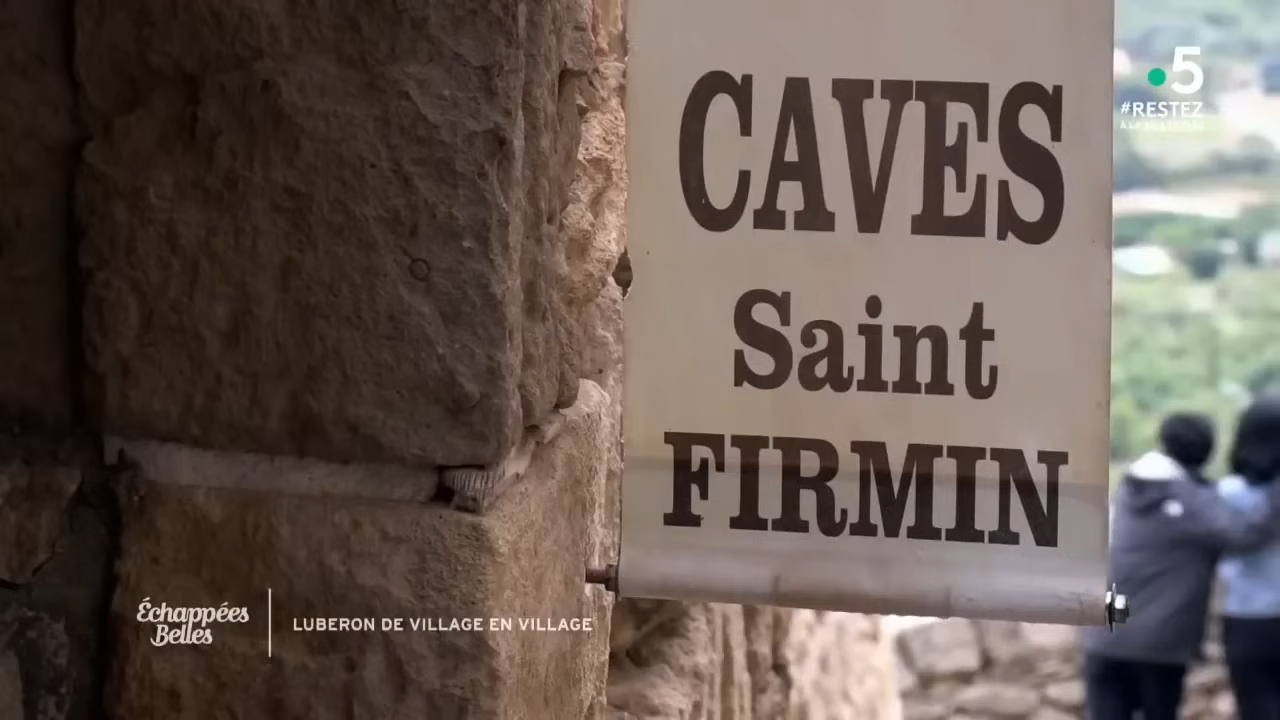 CAVES
Saint
FIRMIN
5
#RESTEZ
Échappées
Belles
LUBERON DE VILLAGE EN VILLAGE